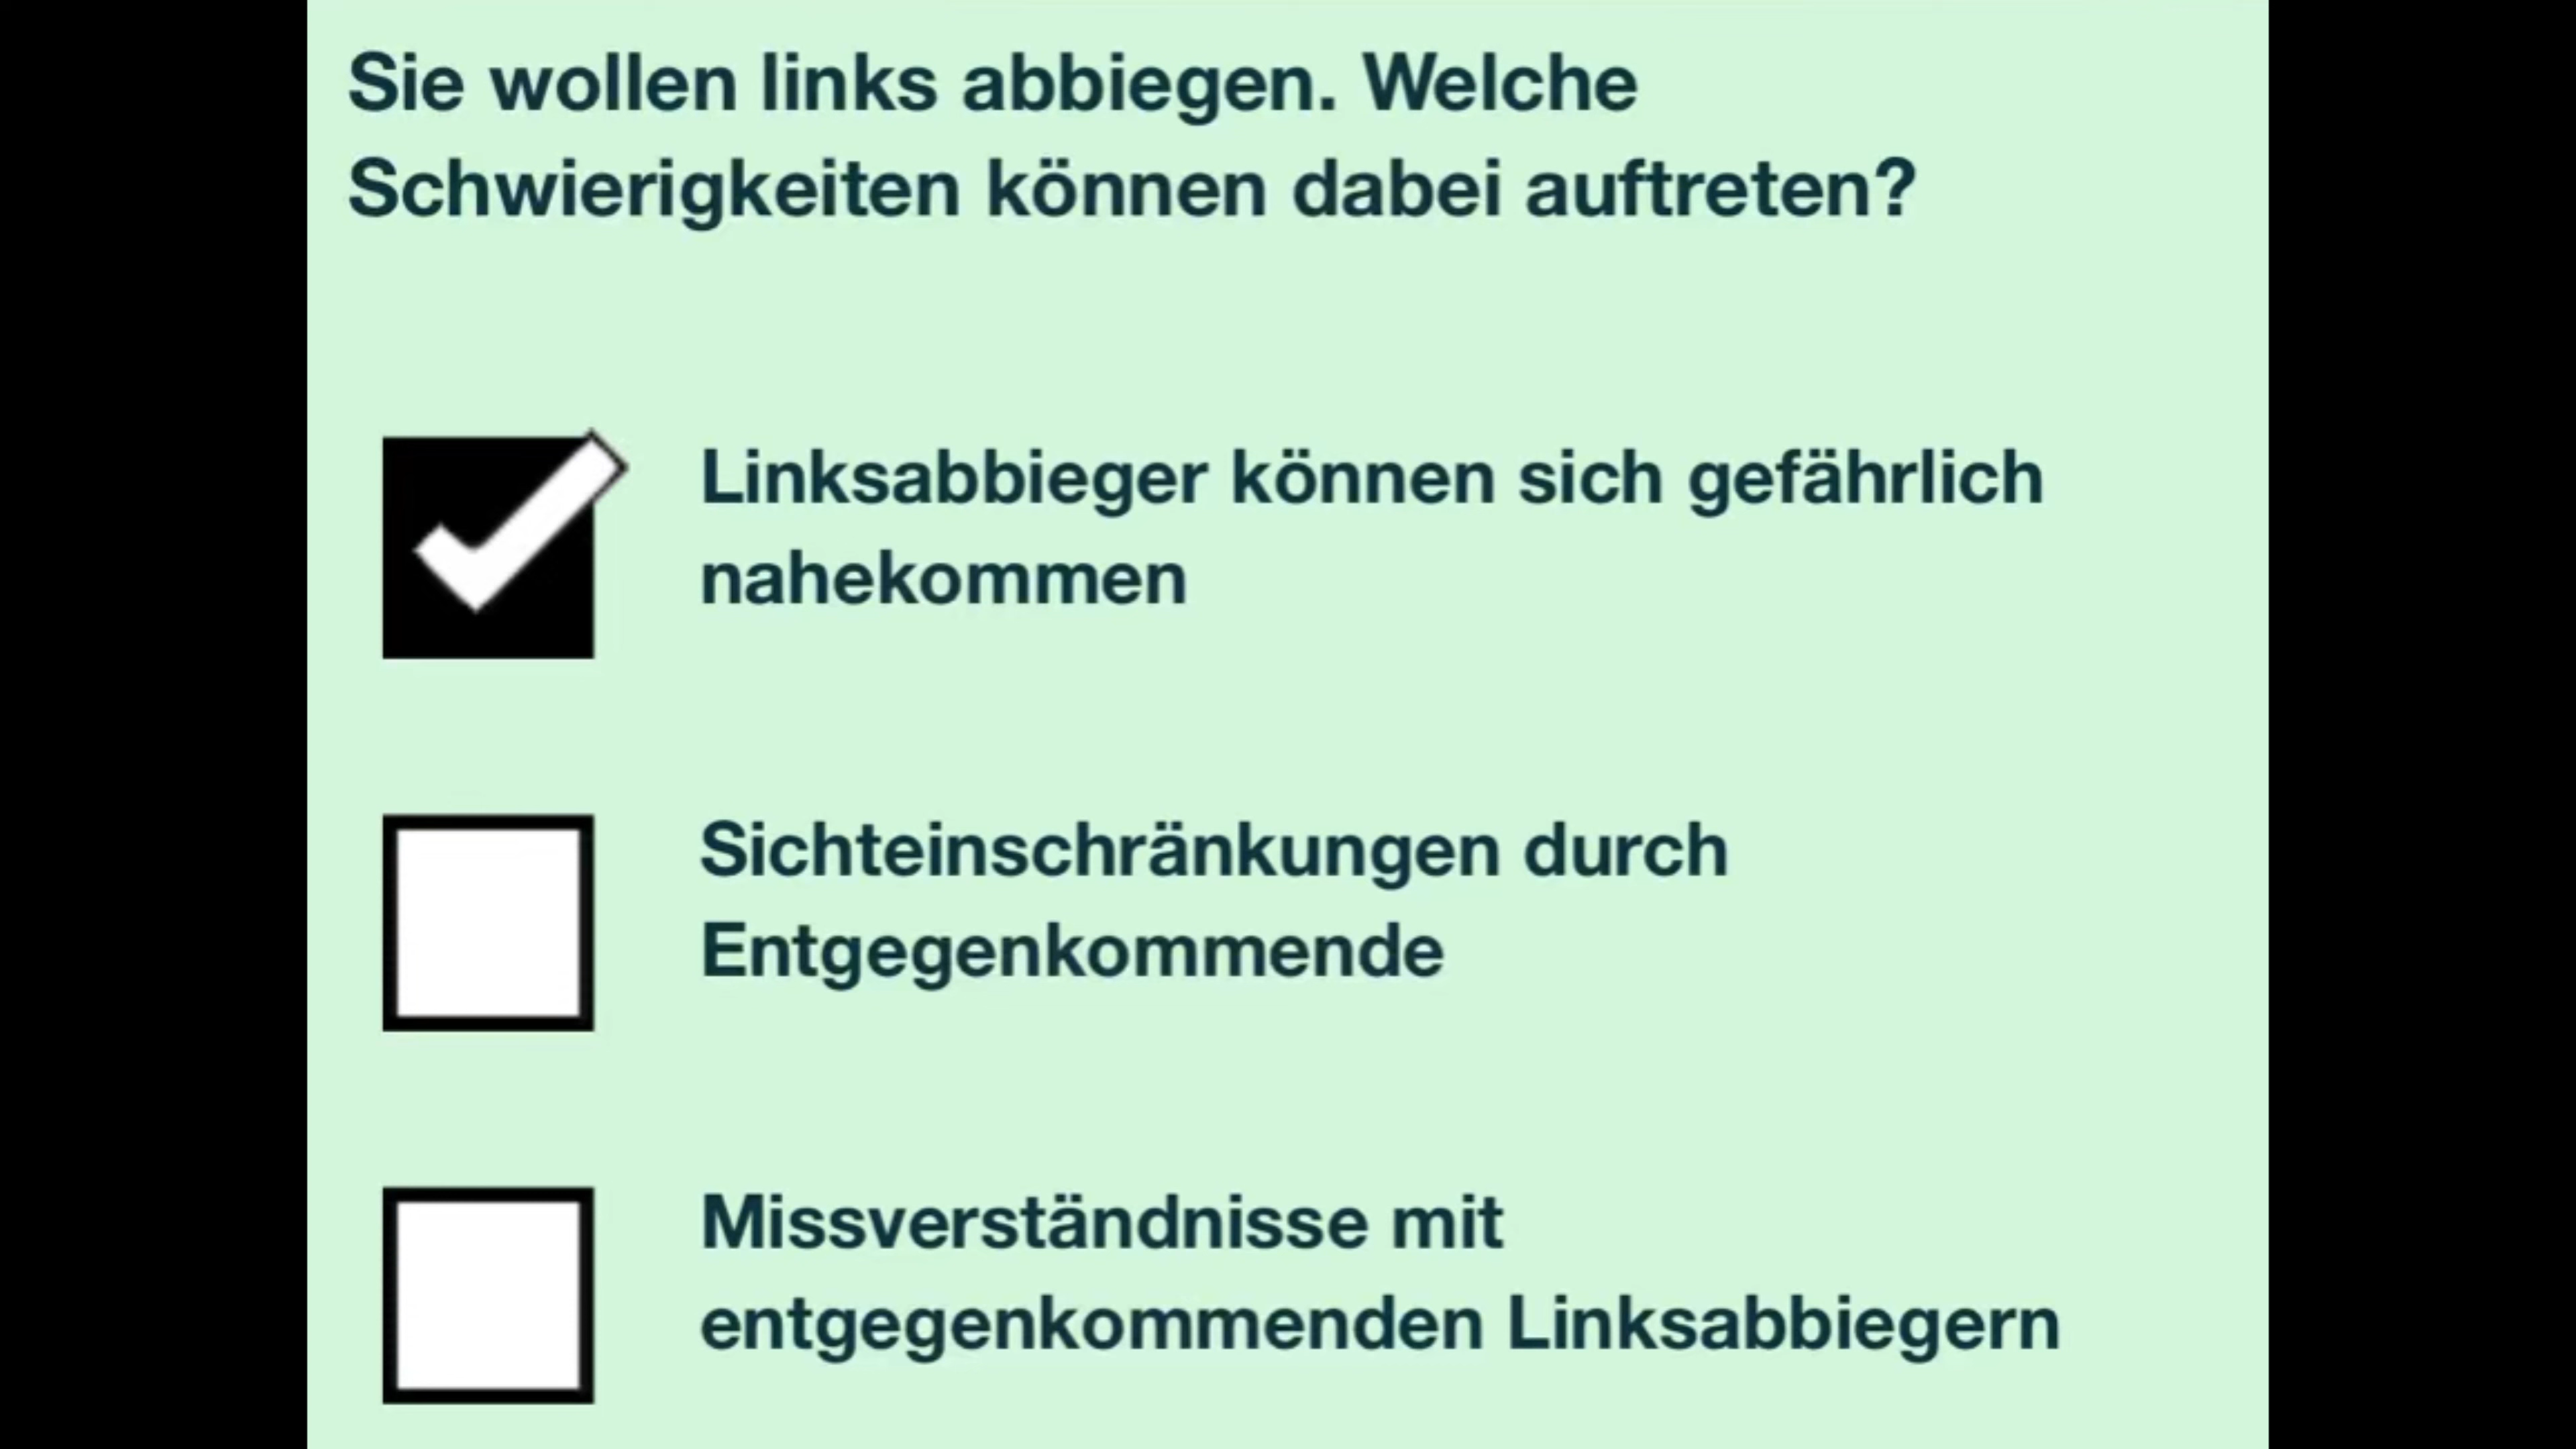 Sie wollen links abbiegen. Welche
Schwierigkeiten können dabei auftreten?
Linksabbieger können sich gefährlich
nahekommen
Sichteinschränkungen durch
Entgegenkommende
Missverständnisse mit
entgegenkommenden Linksabbiegern